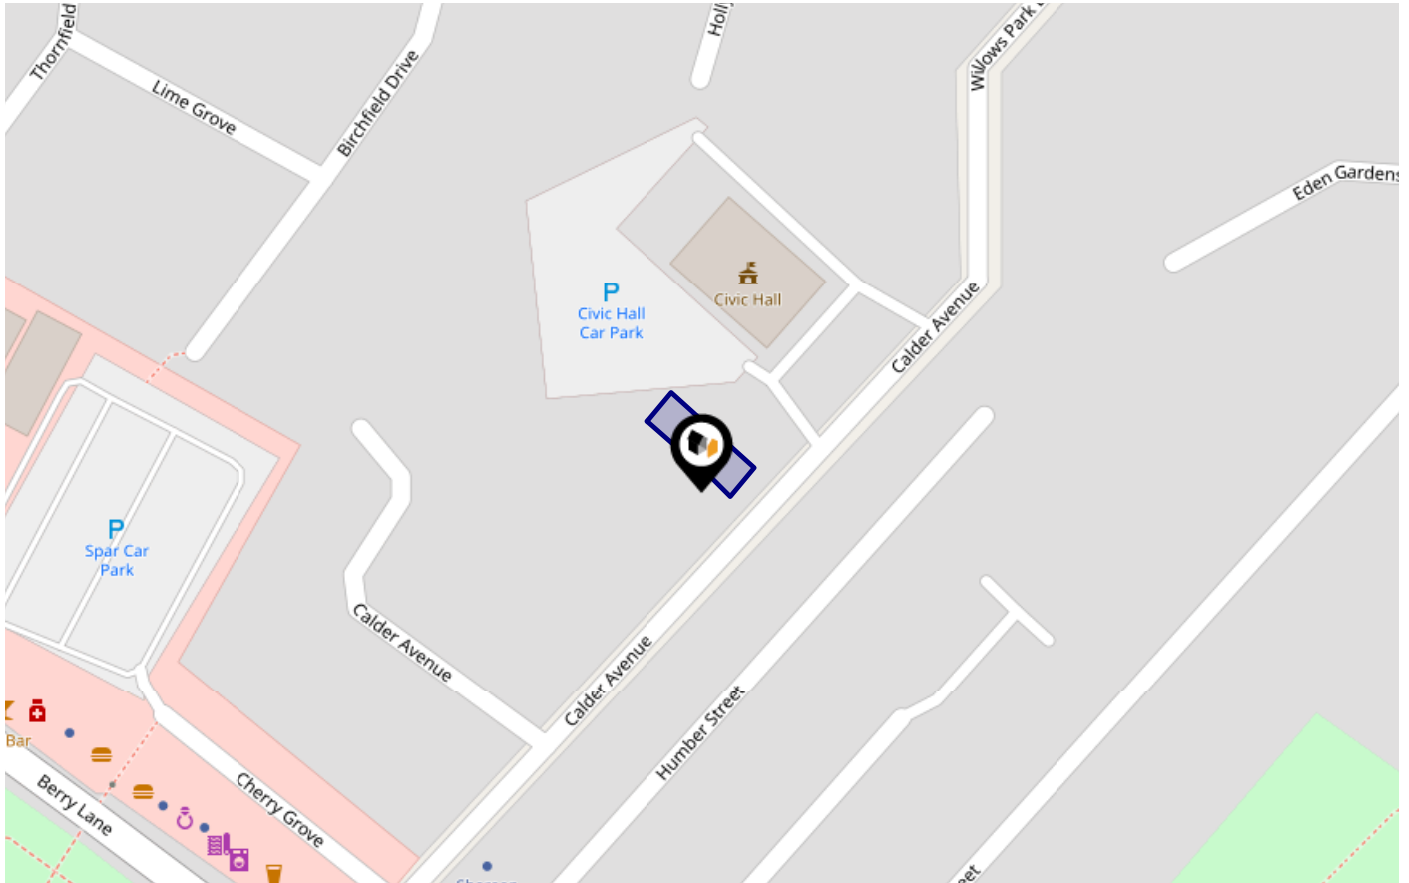 Thornfield
Lime Grove
Birchfield Drive
Holly
Willows Park
Eden Gardens
P
Civic Hall
Car Park
Civic Hall
Calder Avenue
P
Spar Car
Park
Calder Avenue
Calder Avenue
Humber Street
Bar
Berry Lane
Cherry Grove